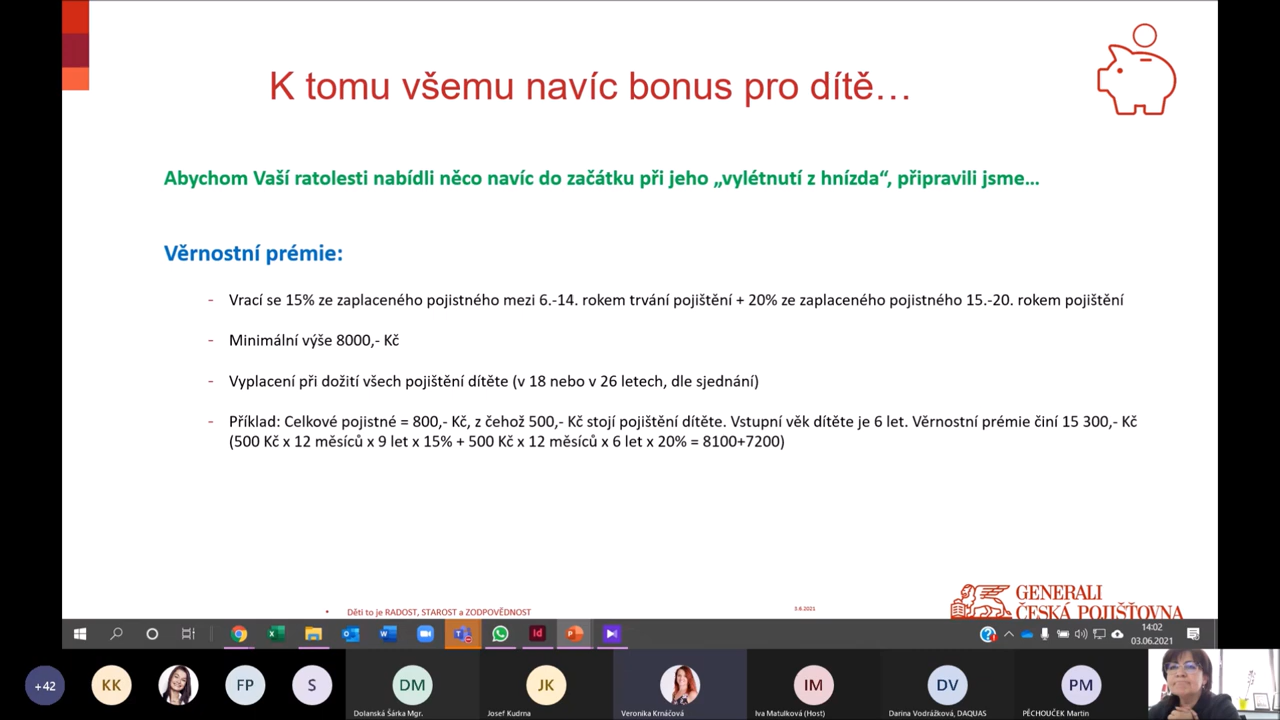 K tomu všemu navíc bonus pro dítě…
Abychom Vaší ratolesti nabídli něco navíc do začátku při jeho „vylétnutí z hnízda“, připravili jsme…
Věrnostní prémie:
- Vrací se 15% ze zaplaceného pojistného mezi 6.-14. rokem trvání pojištění + 20% ze zaplaceného pojistného 15.-20. rokem pojištění
- Minimální výše 8000,- Kč
- Vyplacení při dožití všech pojištění dítěte (v 18 nebo v 26 letech, dle sjednání)
- Příklad: Celkové pojistné = 800,- Kč, z čehož 500,- Kč stojí pojištění dítěte. Vstupní věk dítěte je 6 let. Věrnostní prémie činí 15 300,- Kč
(500 Kč x 12 měsíců x 9 let x 15% + 500 Kč x 12 měsíců x 6 let x 20% = 8100+7200)
• Děti to je RADOST, STAROST a ZODPOVĚDNOST
3.6.2021
GENERALI
ČESKÁ POJIŠŤOVNA
14:02
03.06.2021
+42
KK
FP
S
DM
Dolanská Šárka Mgr.
JK
Josef Kudrna
Veronika Krnáčová
IM
Iva Matulková (Host)
DV
Darina Vodrážková, DAQUAS
PM
PĚCHOUČEK Martin